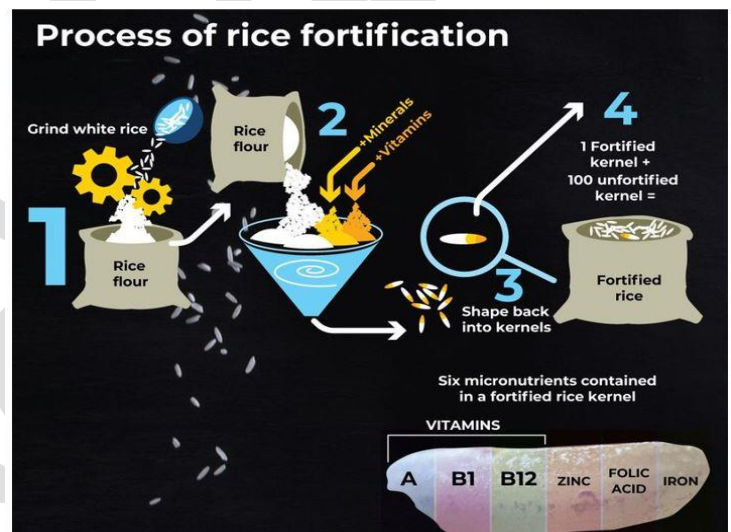 Process of rice fortification
Grind white rice
1
Rice
flour
Rice
flour
2
+Minerals
+Vitamins
3
Shape back
into kernels
4
1 Fortified
kernel +
100 unfortified
kernel =
Fortified
rice
Six micronutrients contained
in a fortified rice kernel
VITAMINS
A B1 B12 ZINC FOLIC ACID IRON